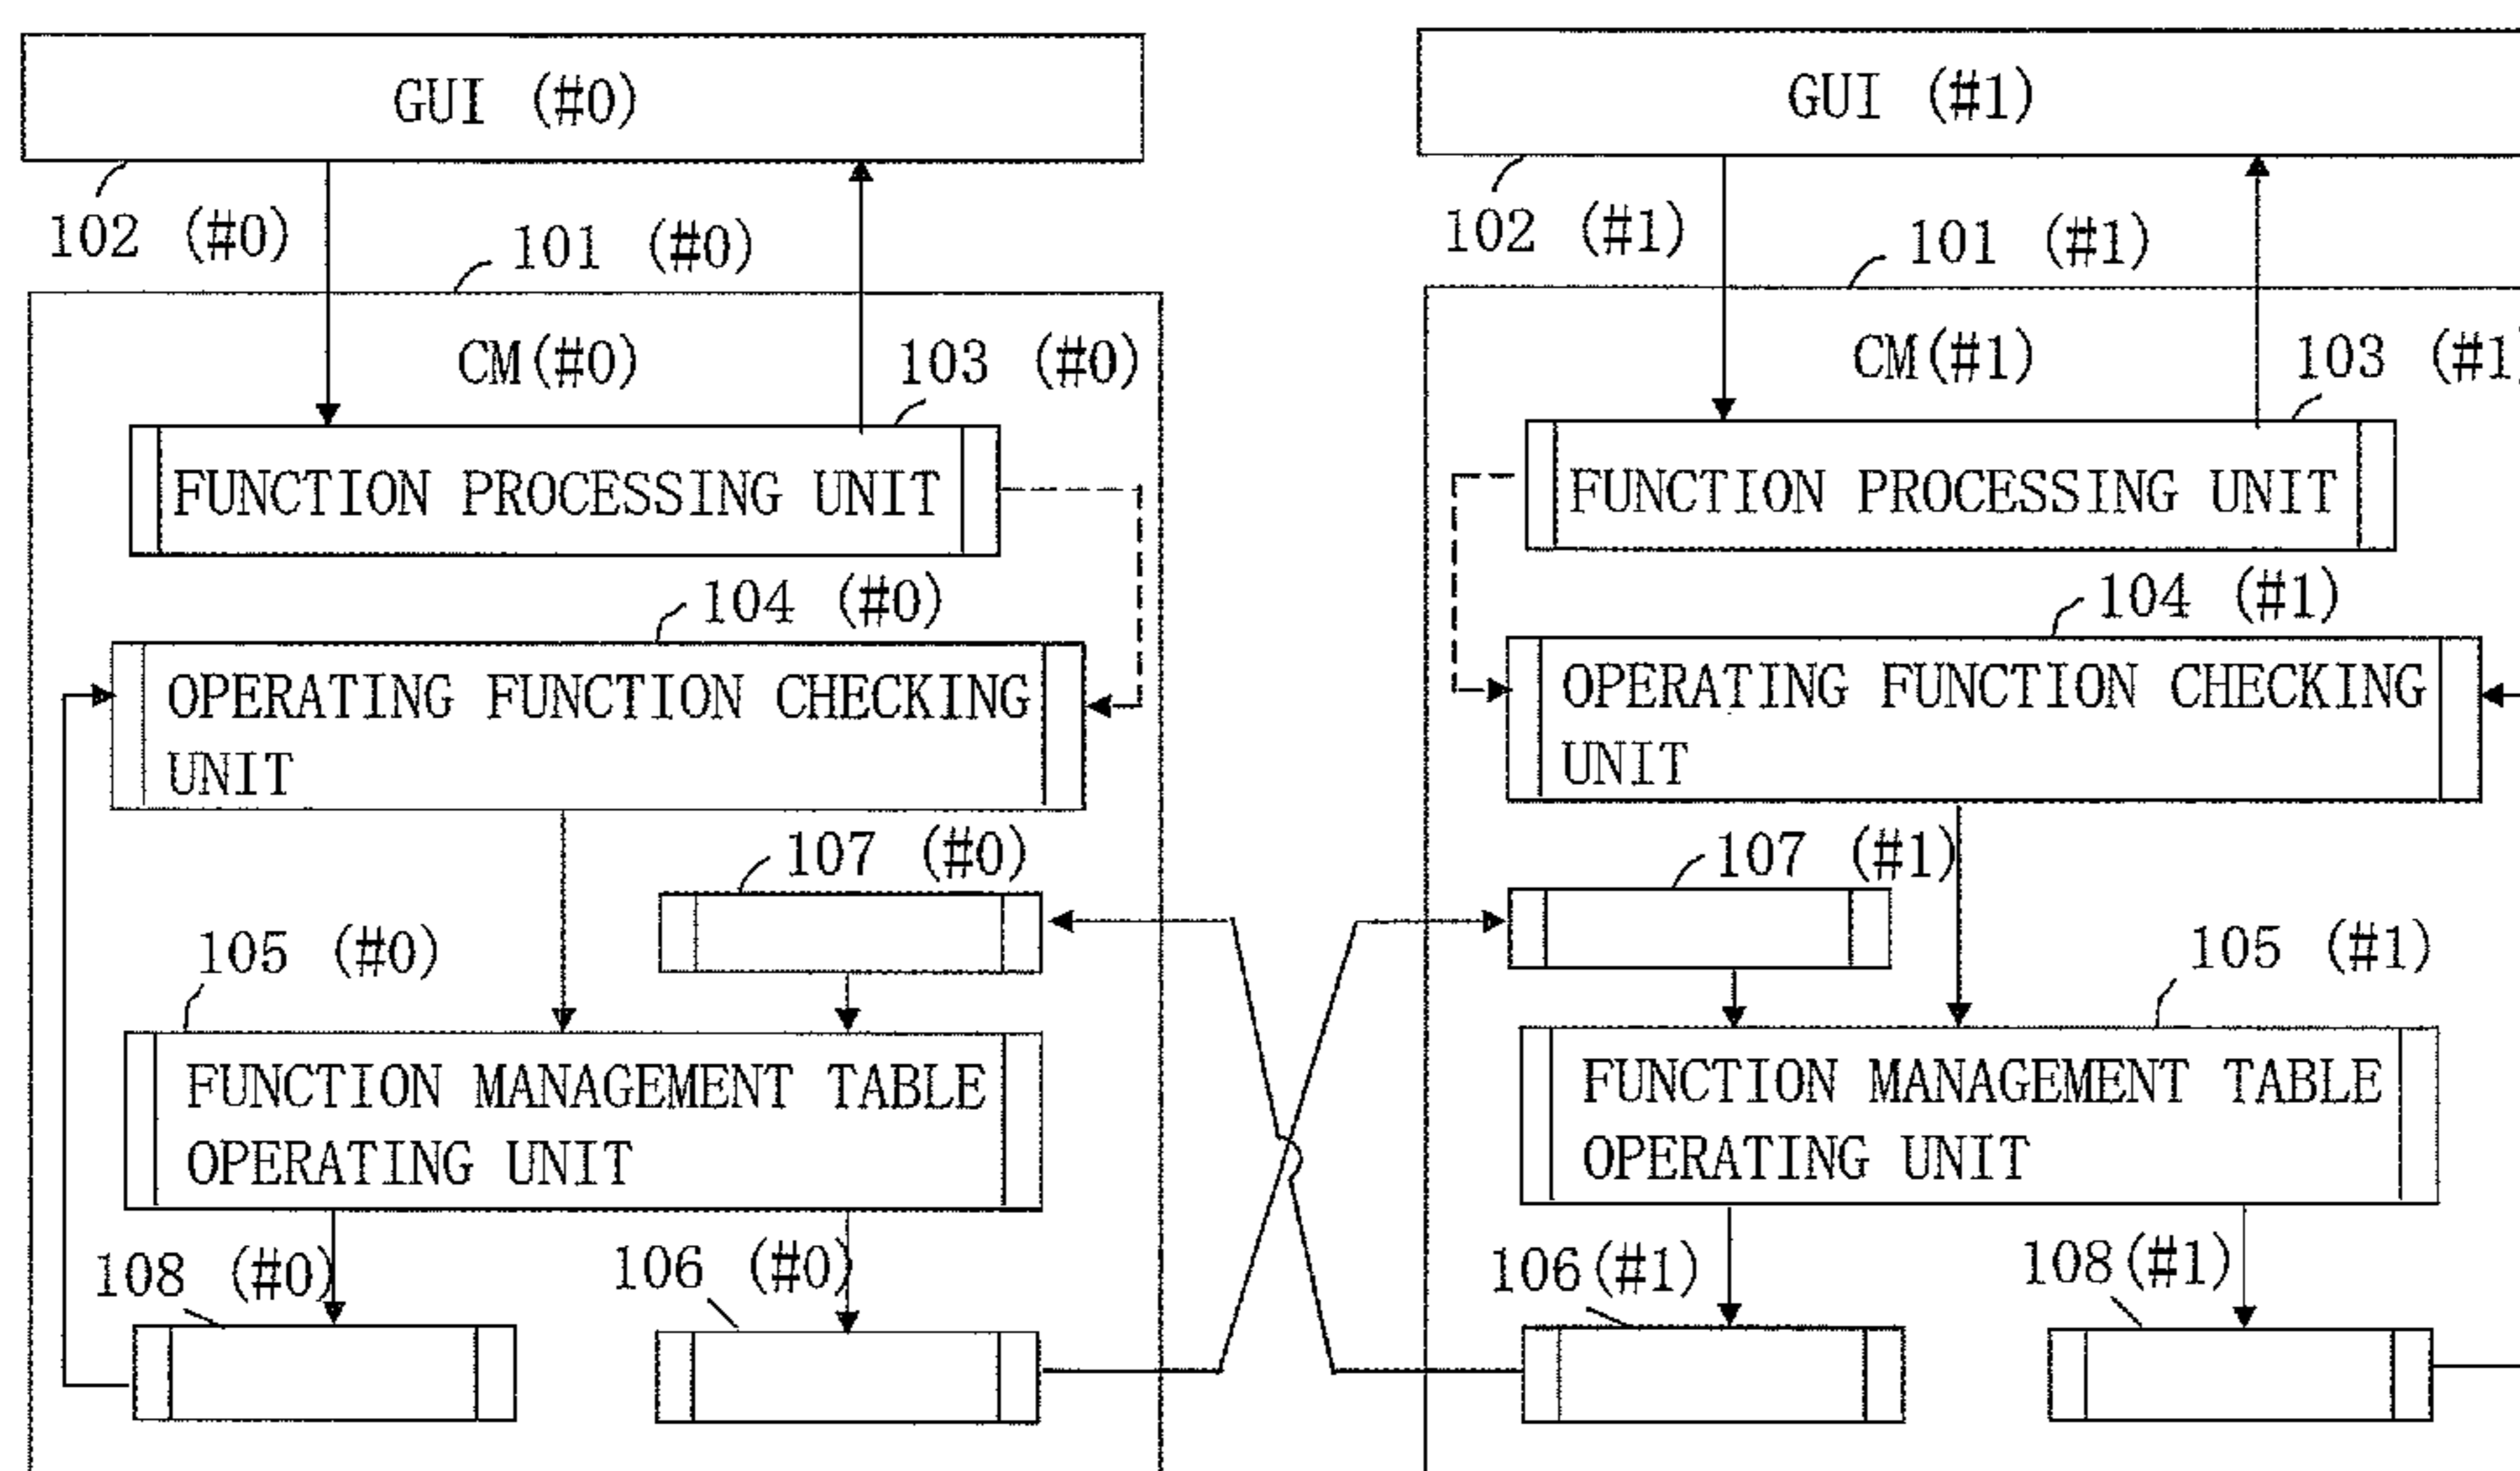 GUI (#0)
102 (#0)
101 (#0)
CM(#0)
103 (#0)
FUNCTION PROCESSING UNIT
104 (#0)
OPERATING FUNCTION CHECKING
UNIT
107 (#0)
105 (#0)
FUNCTION MANAGEMENT TABLE
OPERATING UNIT
108 (#0)
106 (#0)
GUI (#1)
102 (#1)
101 (#1)
CM(#1)
103 (#1
FUNCTION PROCESSING UNIT
104 (#1)
OPERATING FUNCTION CHECKING
UNIT
107 (#1)
105 (#1)
FUNCTION MANAGEMENT TABLE
OPERATING UNIT
106(#1)
108(#1)